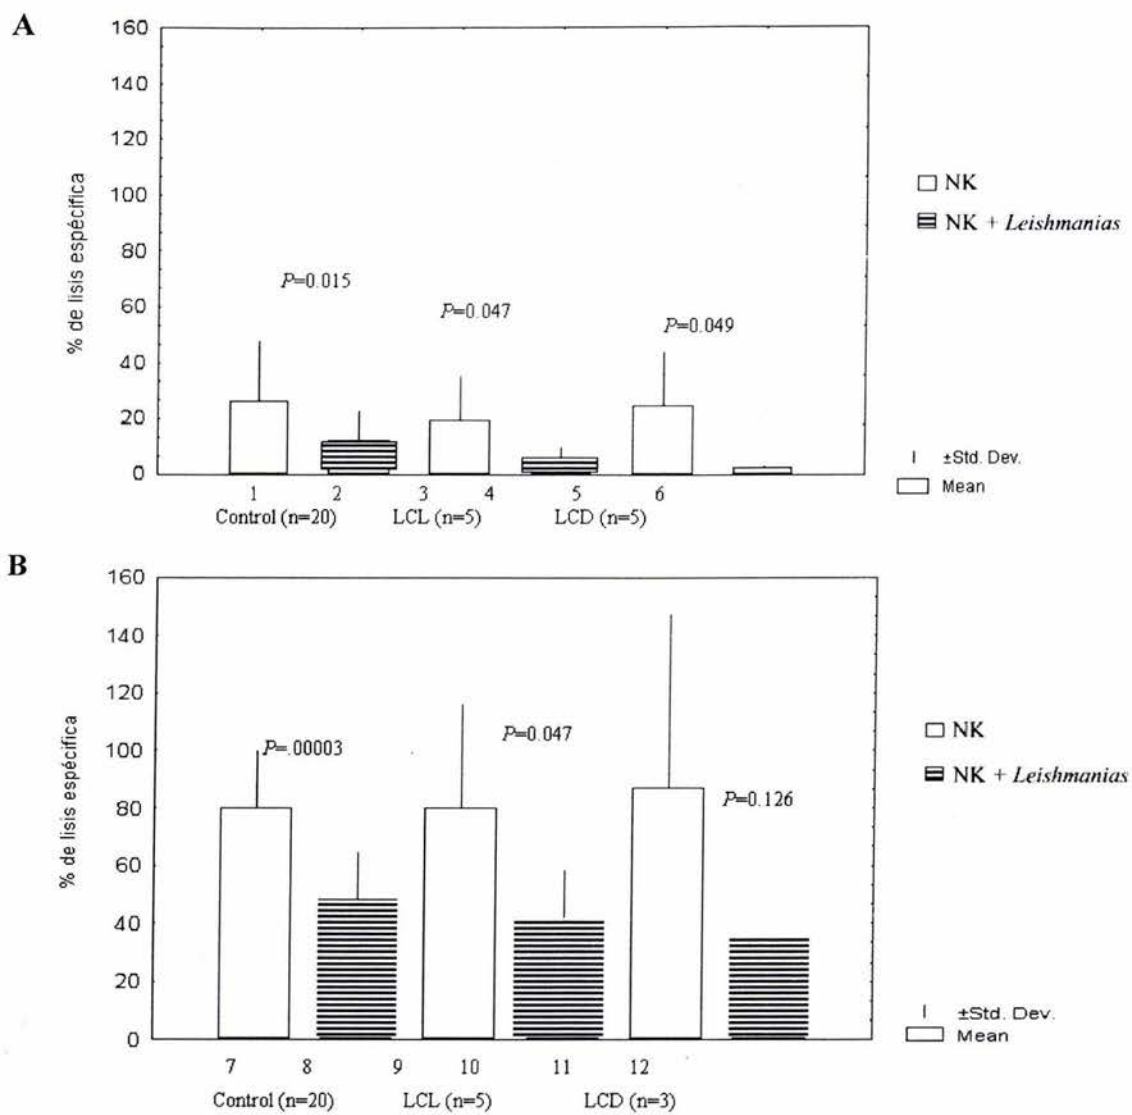 A
160
140
120
100
80
60
40
20
0
% de lisis espécífica
P=0.015
P=0.047
P=0.049
NK
NK + Leishmanias
±Std. Dev.
Mean
1 2 3 4 5 6
Control (n=20) LCL (n=5) LCD (n=5)
B
160
140
120
100
80
60
40
20
0
% de lisis espécífica
P=.00003
P=0.047
P=0.126
NK
NK + Leishmanias
±Std. Dev.
Mean
7 8 9 10 11 12
Control (n=20) LCL (n=5) LCD (n=3)